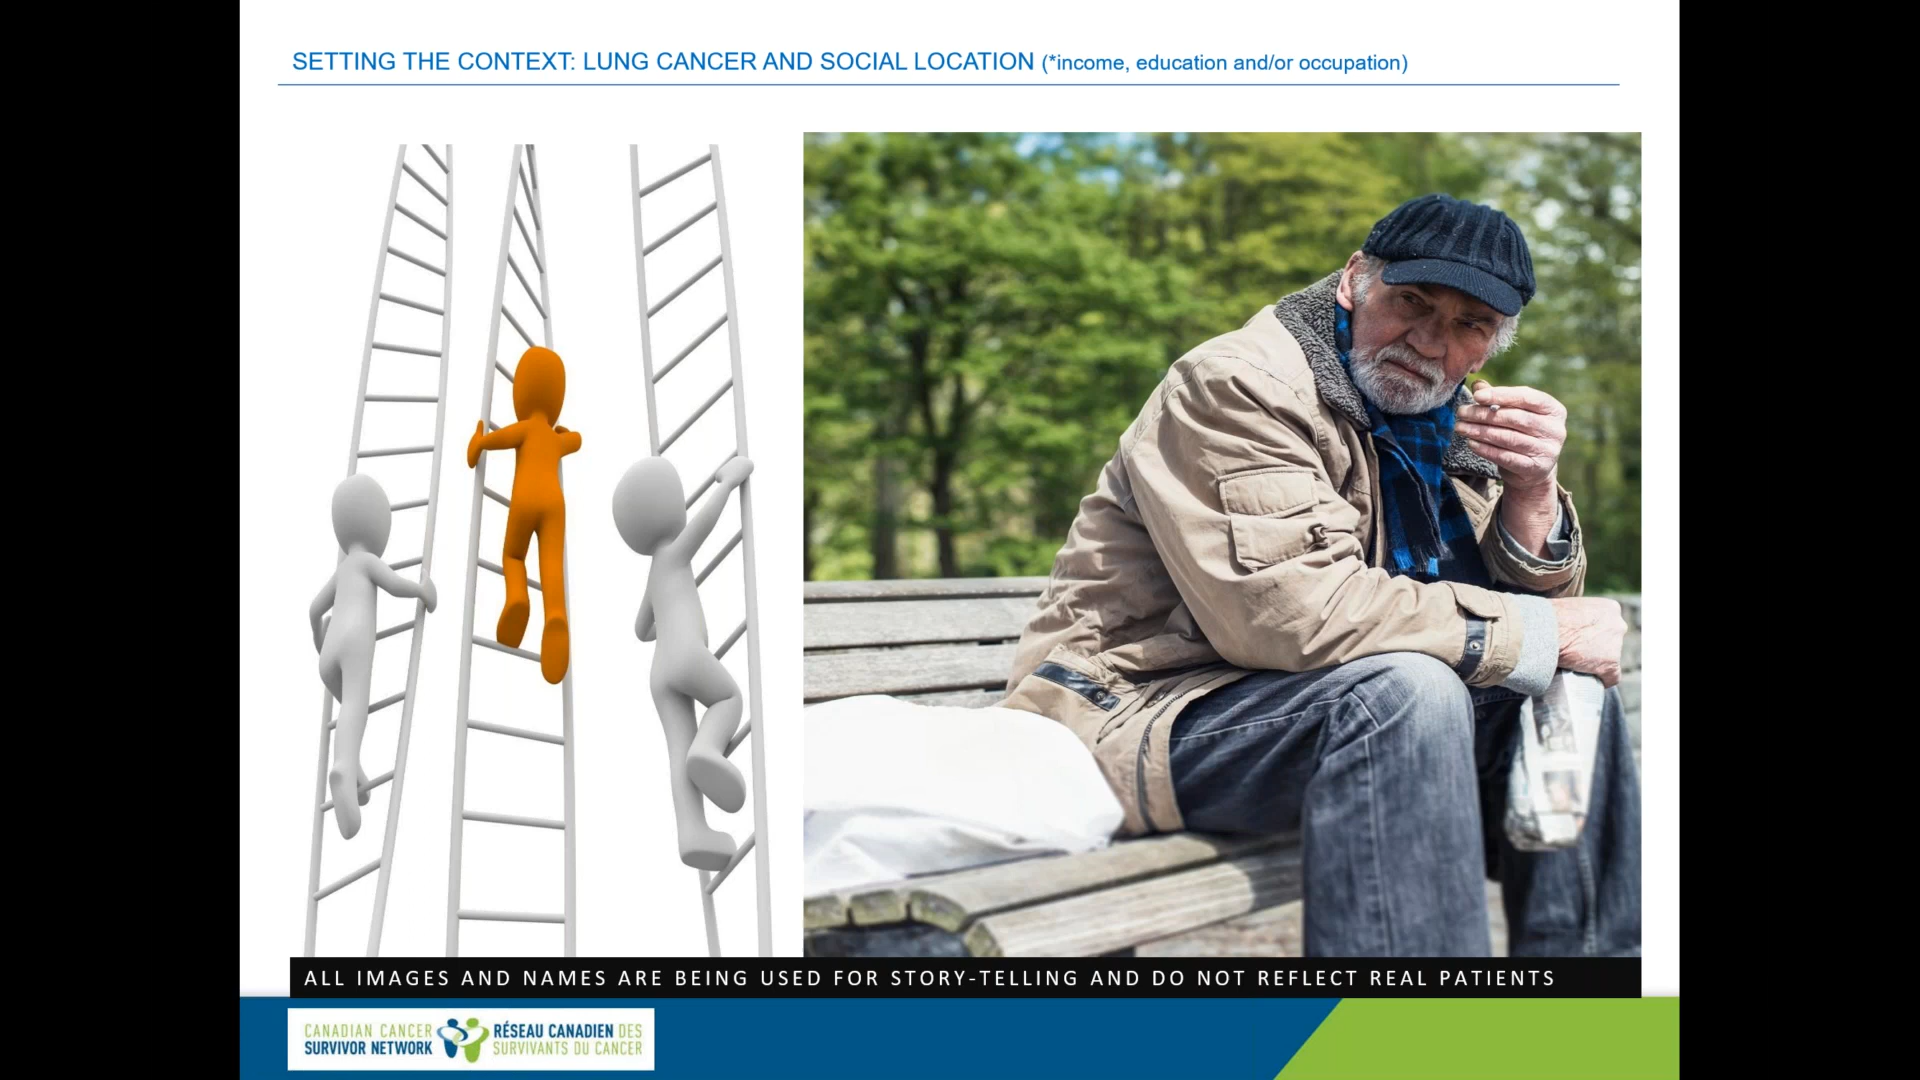 SETTING THE CONTEXT: LUNG CANCER AND SOCIAL LOCATION (*income, education and/or occupation)
ALL IMAGES AND NAMES ARE BEING USED FOR STORY-TELLING AND DO NOT REFLECT REAL PATIENTS
CANADIAN CANCER
SURVIVOR NETWORK
RÉSEAU CANADIEN DES
SURVIVANTS DU CANCER